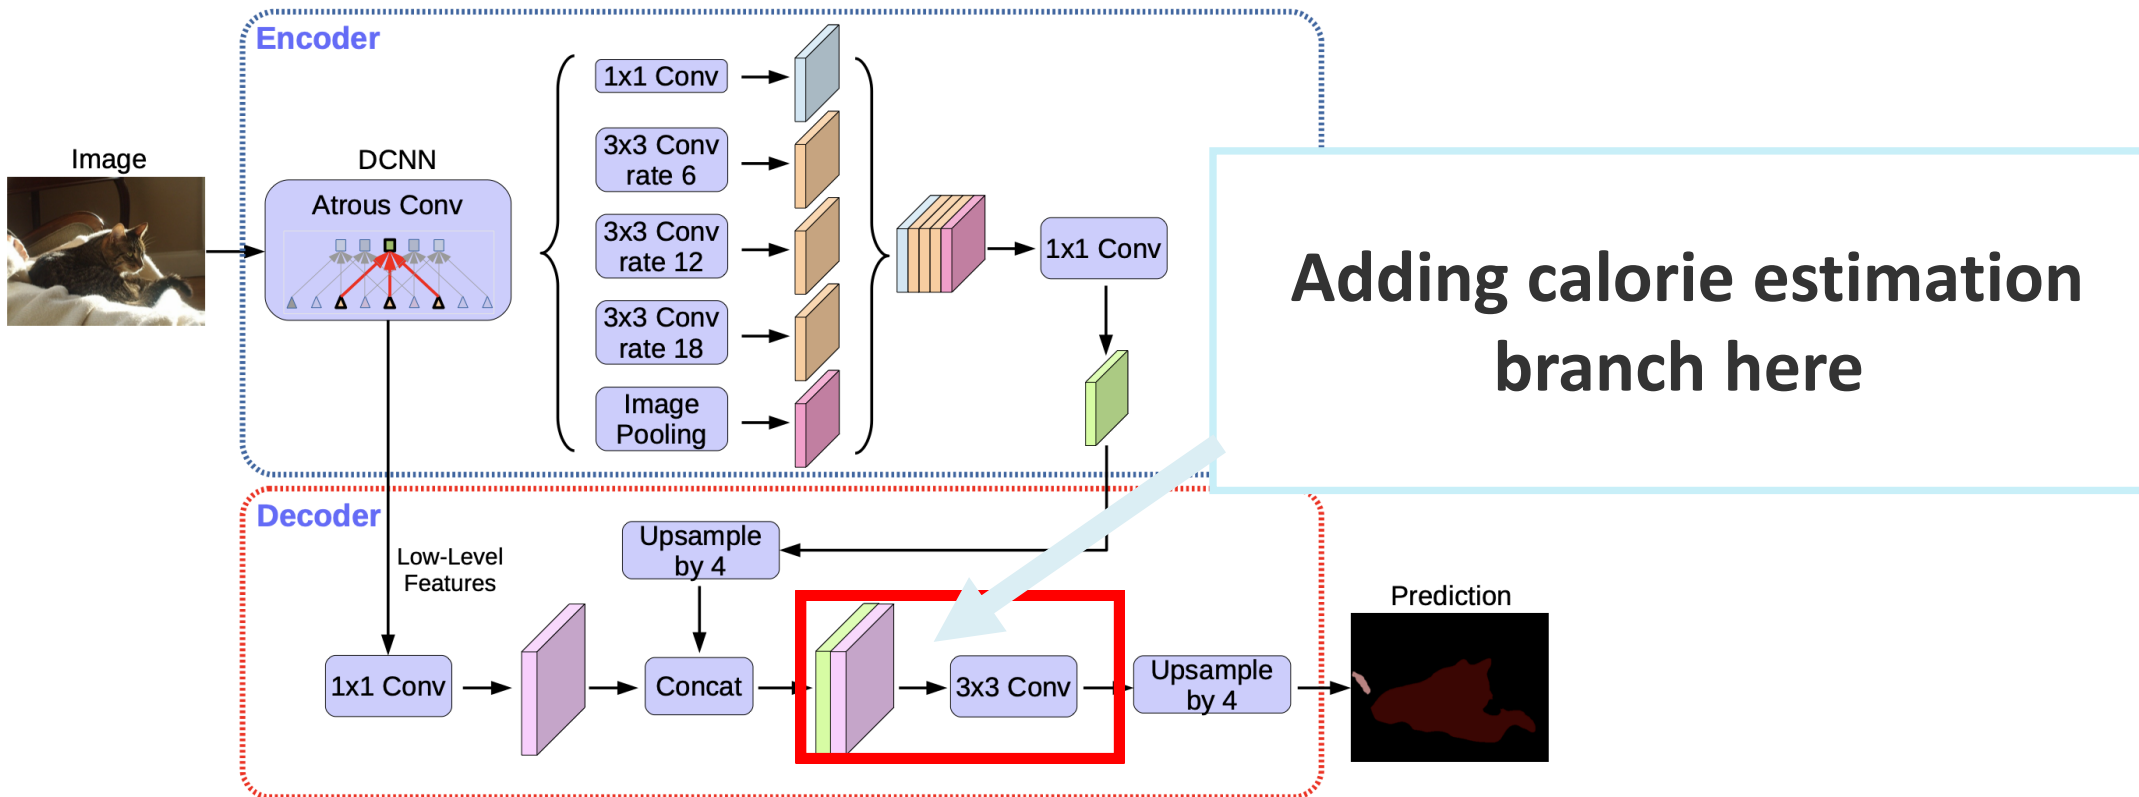 Encoder
Image
DCNN
Atrous Conv
1x1 Conv
3x3 Conv
rate 6
3x3 Conv
rate 12
3x3 Conv
rate 18
Image
Pooling
1x1 Conv
Adding calorie estimation
branch here
Decoder
Low-Level
Features
Upsample
by 4
1x1 Conv
Concat
3x3 Conv
Upsample
by 4
Prediction